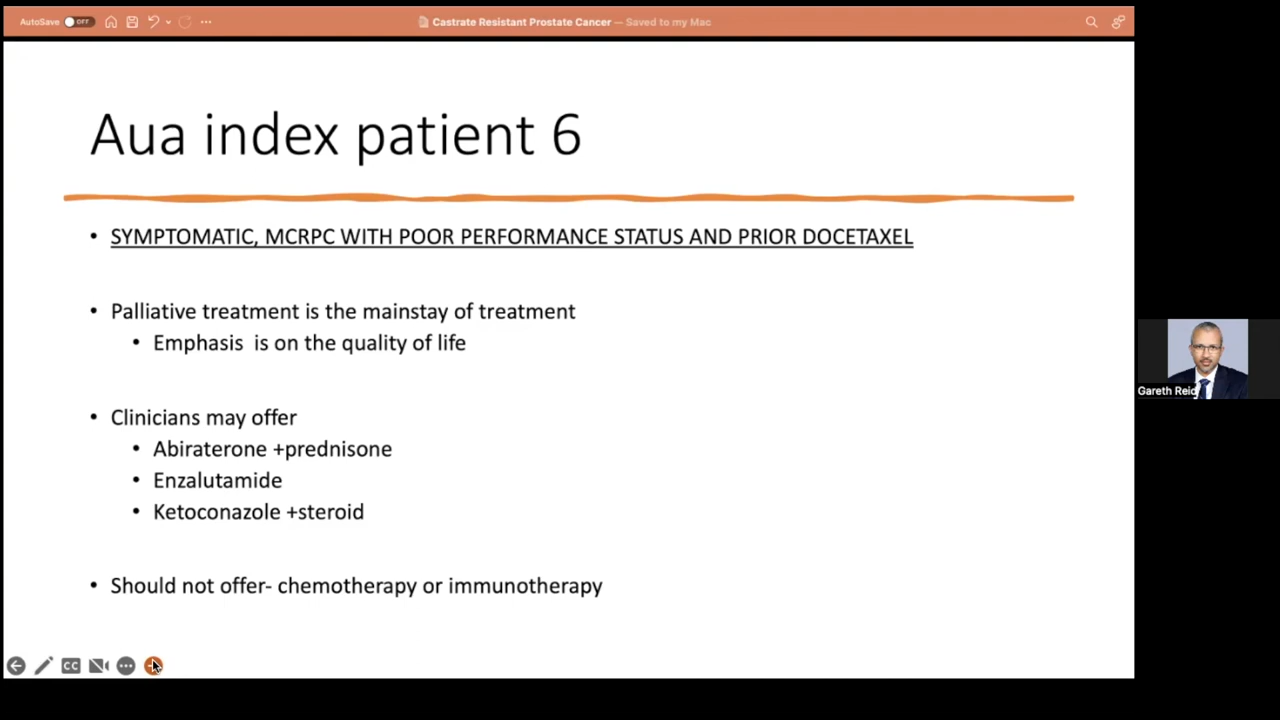 AutoSave OFF
Castrate Resistant Prostate Cancer — Saved to my Mac
Aua index patient 6
• SYMPTOMATIC, MCRPC WITH POOR PERFORMANCE STATUS AND PRIOR DOCETAXEL
• Palliative treatment is the mainstay of treatment
• Emphasis is on the quality of life
• Clinicians may offer
• Abiraterone +prednisone
• Enzalutamide
• Ketoconazole +steroid
• Should not offer- chemotherapy or immunotherapy
Gareth Reid
CC